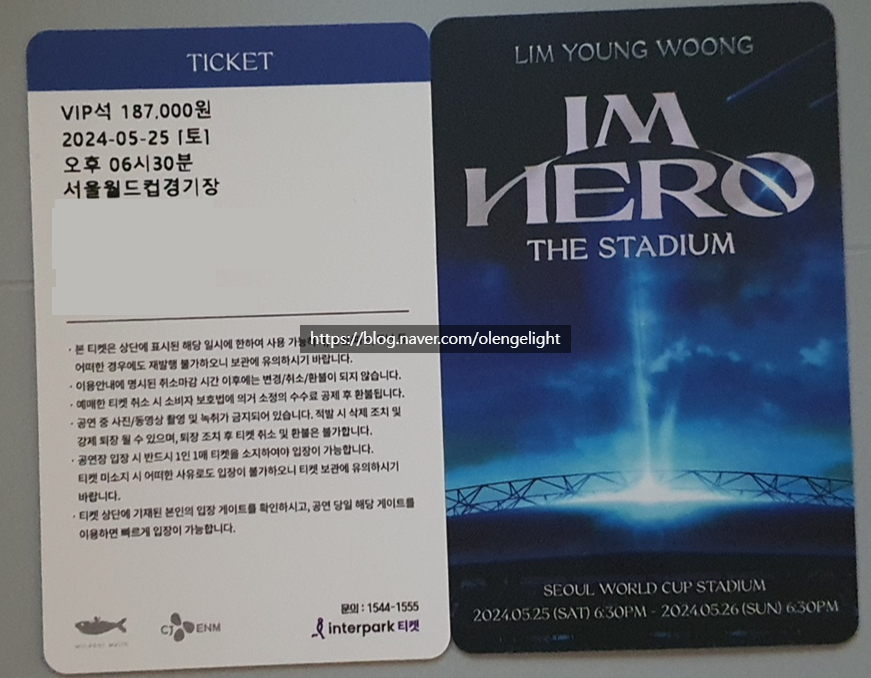 TICKET
VIP석 187,000원
2024-05-25 [토]
오후 06시30분
서울월드컵경기장
· 본 티켓은 상단에 표시된 해당 일시에 한하여 사용
어떠한 경우에도 재발행 불가하오니 보관에 유의하시기 바랍니다.
· 이용안내에 명시된 취소마감 시간 이후에는 변경/취소/환불이 되지 않습니다.
· 예매한 티켓 취소 시 소비자 보호법에 의거 소정의 수수료 공제 후 환불됩니다.
· 공연 중 사진/동영상 촬영 및 녹취가 금지되어 있습니다. 적발 시 삭제 조치 및
강제 퇴장 될 수 있으며, 퇴장 조치 후 티켓 취소 및 환불은 불가합니다.
· 공연장 입장 시 반드시 1인 1매 티켓을 소지하여야 입장이 가능합니다.
티켓 미소지 시 어떠한 사유로도 입장이 불가하오니 티켓 보관에 유의하시기
바랍니다.
· 티켓 상단에 기재된 본인의 입장 게이트를 확인하시고, 공연 당일 해당 게이트를
이용하면 빠르게 입장이 가능합니다.
CJ ENM
문의 : 1544-1555
interpark 티켓
LIM YOUNG WOONG
IM
HERO
THE STADIUM
SEOUL WORLD CUP STADIUM
2024.05.25 (SAT) 6:30PM - 2024.05.26 (SUN) 6:30PM
https://blog.naver.com/olengelight